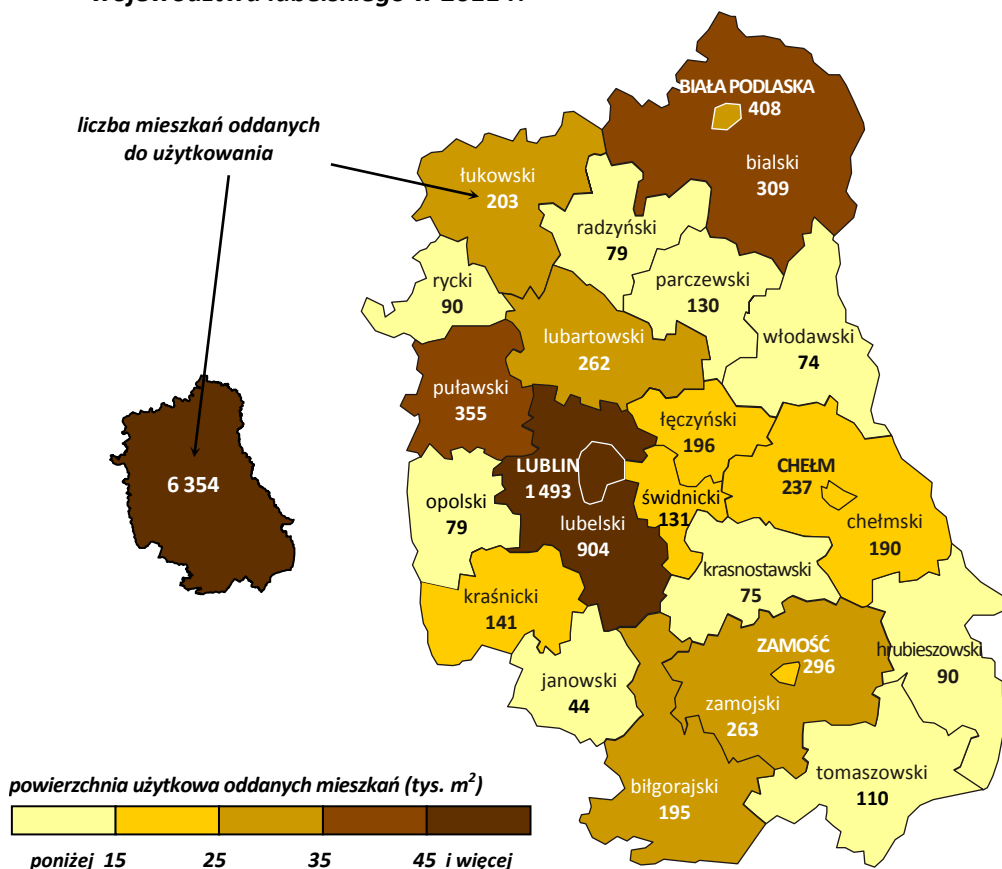 liczba mieszkań oddanych
do użytkowania
BIAŁA PODLASKA
408
bialski
309
łukowski
203
radzyński
79
parczewski
130
rycki
90
lubartowski
262
włodawski
74
puławski
355
łęczyński
196
6 354
LUBLIN
1 493
CHEŁM
237
opolski
79
świdnicki
131
lubelski
904
chełmski
190
krasnostawski
75
kraśnicki
141
ZAMOŚĆ
296
hrubieszowski
90
janowski
44
zamojski
263
tomaszowski
110
biłgorajski
195
powierzchnia użytkowa oddanych mieszkań (tys. m²)
poniżej 15 25 35 45 i więcej